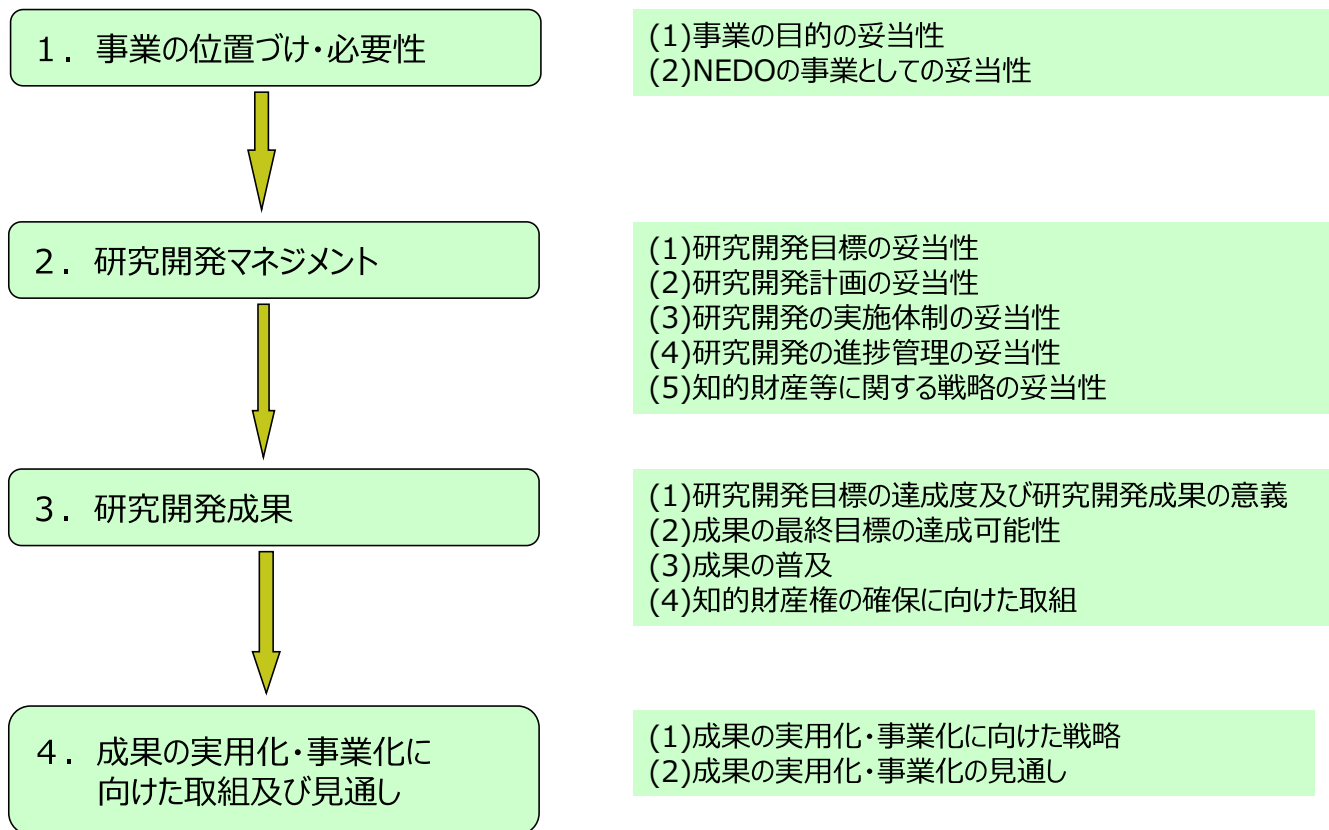 １．事業の位置づけ・必要性
(1)事業の目的の妥当性
(2)NEDOの事業としての妥当性
２．研究開発マネジメント
(1)研究開発目標の妥当性
(2)研究開発計画の妥当性
(3)研究開発の実施体制の妥当性
(4)研究開発の進捗管理の妥当性
(5)知的財産等に関する戦略の妥当性
３．研究開発成果
(1)研究開発目標の達成度及び研究開発成果の意義
(2)成果の最終目標の達成可能性
(3)成果の普及
(4)知的財産権の確保に向けた取組
４．成果の実用化・事業化に
向けた取組及び見通し
(1)成果の実用化・事業化に向けた戦略
(2)成果の実用化・事業化の見通し